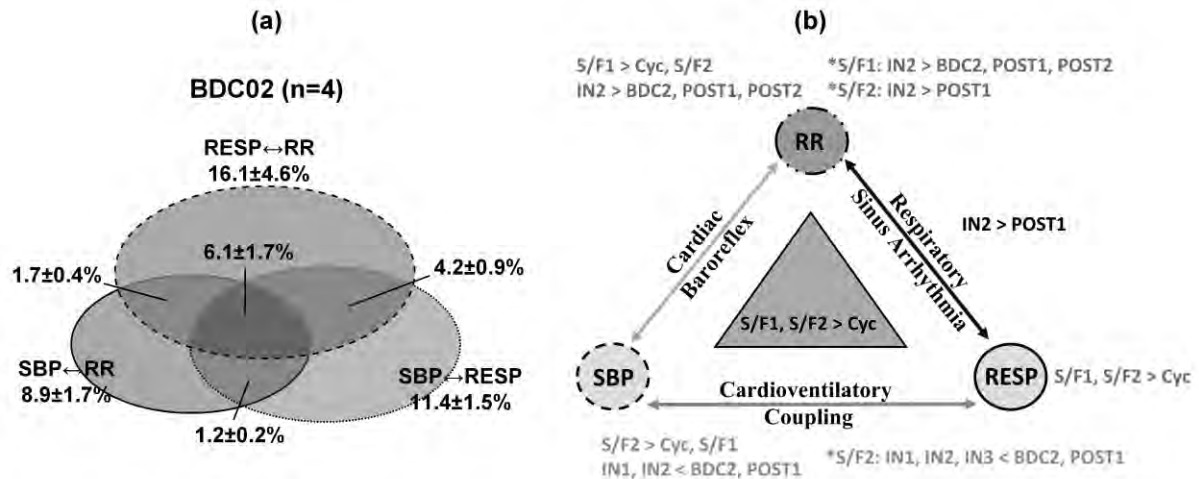 (a)
BDC02 (n=4)
RESP↔RR
16.1±4.6%
6.1±1.7%
1.7±0.4%
4.2±0.9%
SBP↔RR
8.9±1.7%
SBP↔RESP
11.4±1.5%
1.2±0.2%
(b)
S/F1 > Cyc, S/F2
IN2 > BDC2, POST1, POST2
*S/F1: IN2 > BDC2, POST1, POST2
*S/F2: IN2 > POST1
RR
Cardiac
Baroreflex
Respiratory
Sinus Arrhythmia
IN2 > POST1
S/F1, S/F2 > Cyc
SBP
Cardioventilatory
Coupling
RESP
S/F1, S/F2 > Cyc
S/F2 > Cyc, S/F1
IN1, IN2 < BDC2, POST1
*S/F2: IN1, IN2, IN3 < BDC2, POST1